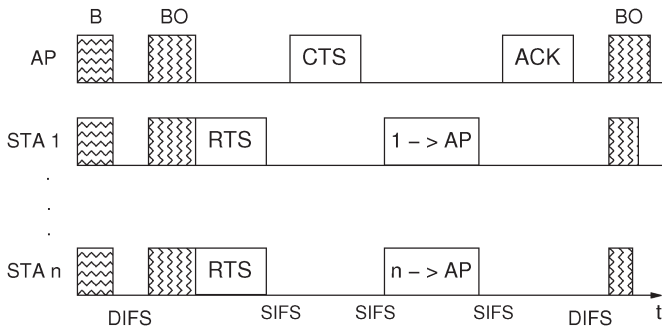 B BO BO
AP CTS ACK
STA 1 RTS 1 – > AP
.
.
.
STA n RTS n – > AP
t
DIFS SIFS SIFS SIFS DIFS